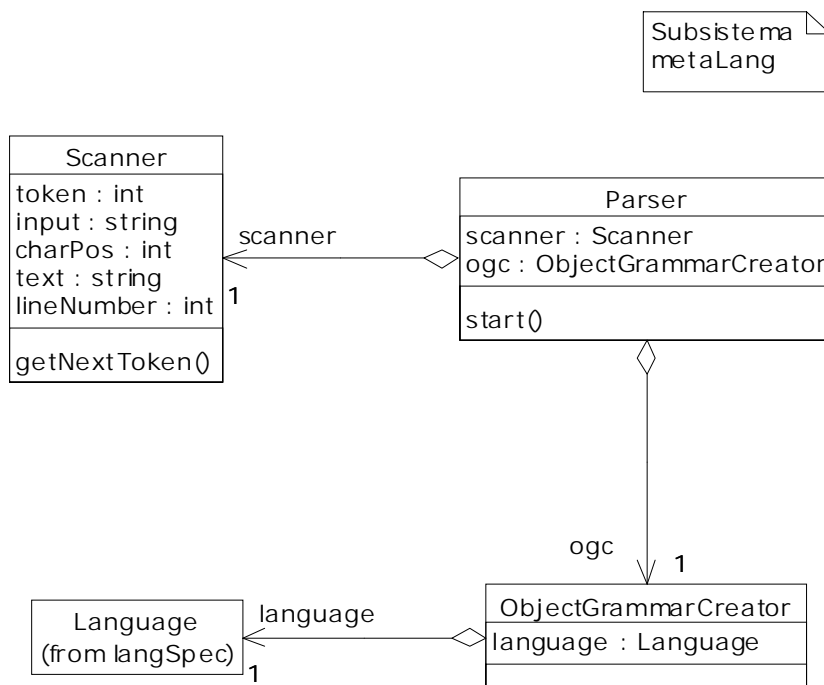 Subsistema
metaLang
Scanner
token : int
input : string
charPos : int
text : string
lineNumber : int
getNextToken()
scanner
1
Parser
scanner : Scanner
ogc : ObjectGrammarCreator
start()
ogc
1
ObjectGrammarCreator
language : Language
language
1
Language
(from langSpec)